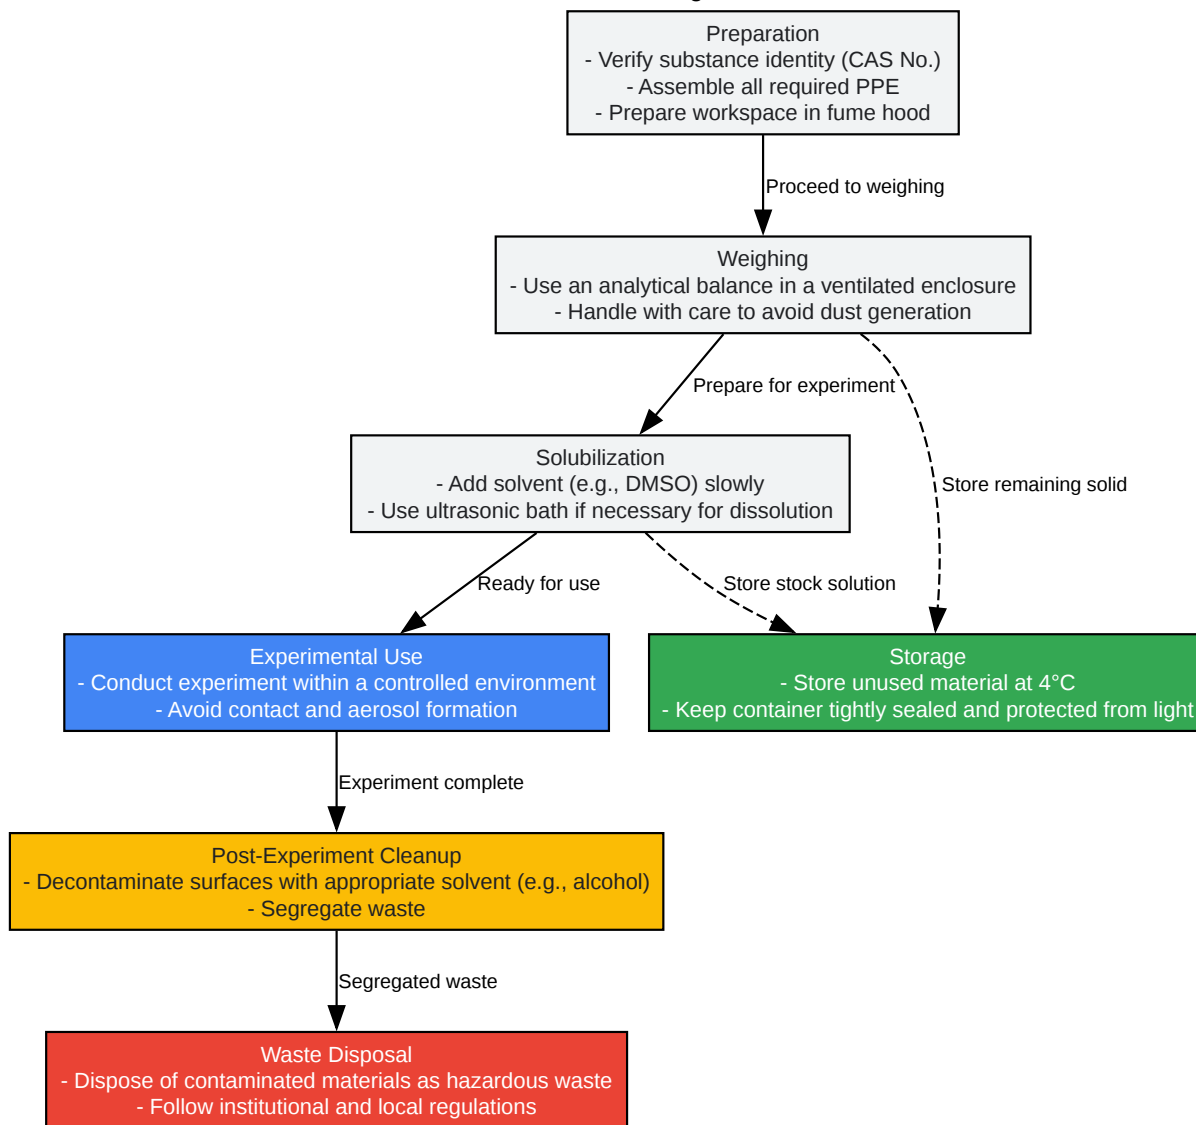 Preparation
- Verify substance identity (CAS No.)
- Assemble all required PPE
- Prepare workspace in fume hood
Proceed to weighing
Weighing
- Use an analytical balance in a ventilated enclosure
- Handle with care to avoid dust generation
Prepare for experiment
Store remaining solid
Solubilization
- Add solvent (e.g., DMSO) slowly
- Use ultrasonic bath if necessary for dissolution
Ready for use
Store stock solution
Experimental Use
- Conduct experiment within a controlled environment
- Avoid contact and aerosol formation
Storage
- Store unused material at 4°C
- Keep container tightly sealed and protected from light
Experiment complete
Post-Experiment Cleanup
- Decontaminate surfaces with appropriate solvent (e.g., alcohol)
- Segregate waste
Segregated waste
Waste Disposal
- Dispose of contaminated materials as hazardous waste
- Follow institutional and local regulations